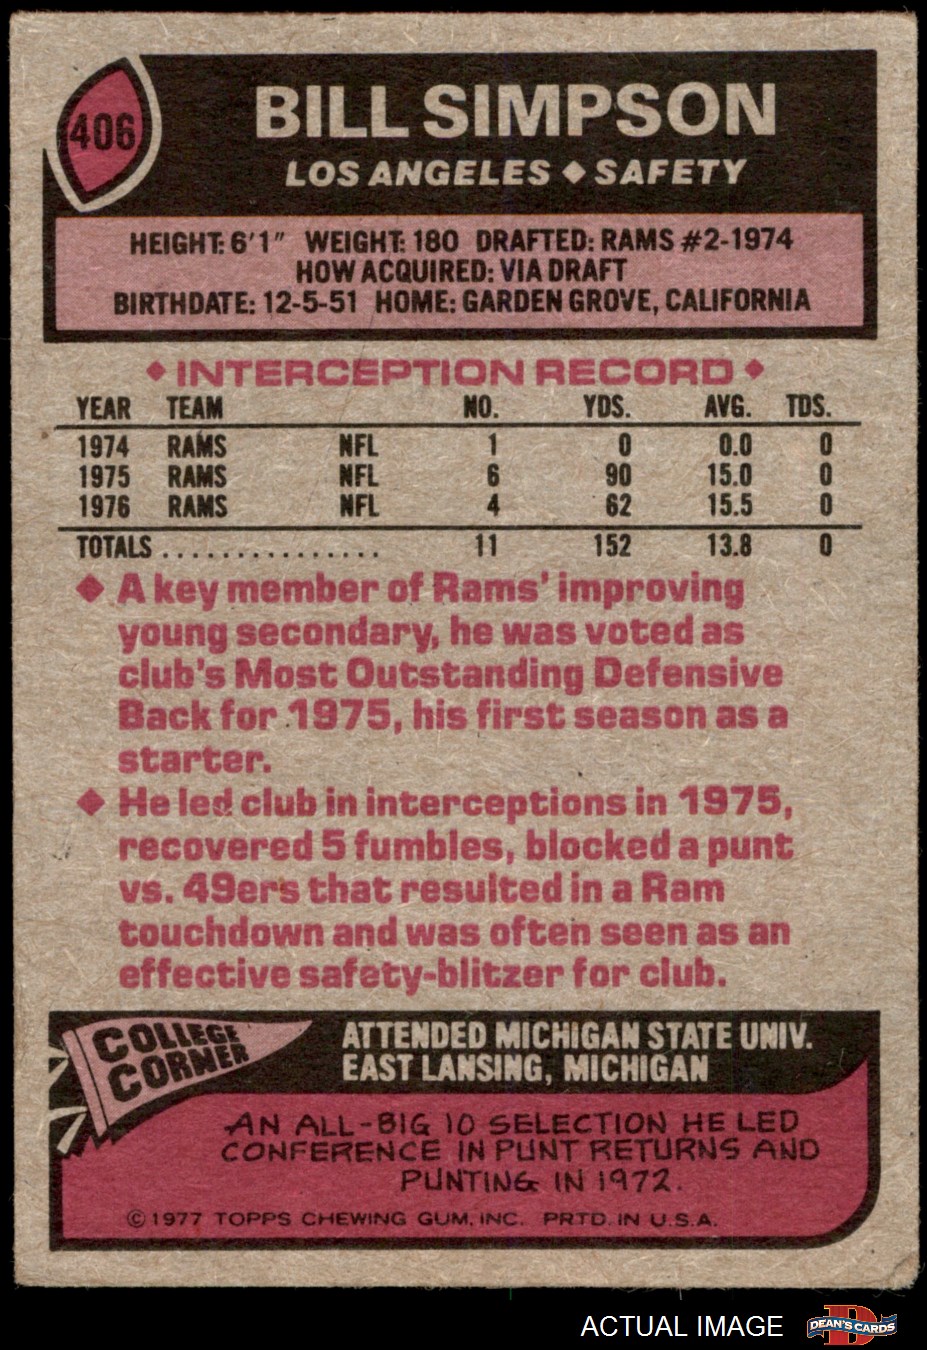 406
BILL SIMPSON
LOS ANGELES ◆ SAFETY
HEIGHT: 6'1" WEIGHT: 180 DRAFTED: RAMS #2-1974
HOW ACQUIRED: VIA DRAFT
BIRTHDATE: 12-5-51 HOME: GARDEN GROVE, CALIFORNIA
◆ INTERCEPTION RECORD ◆
YEAR TEAM NO. YDS. AVG. TDS.
1974 RAMS NFL 1 0 0.0 0
1975 RAMS NFL 6 90 15.0 0
1976 RAMS NFL 4 62 15.5 0
TOTALS ................ 11 152 13.8 0
◆ A key member of Rams' improving
young secondary, he was voted as
club's Most Outstanding Defensive
Back for 1975, his first season as a
starter.
◆ He led club in interceptions in 1975,
recovered 5 fumbles, blocked a punt
vs. 49ers that resulted in a Ram
touchdown and was often seen as an
effective safety-blitzer for club.
COLLEGE
CORNER
ATTENDED MICHIGAN STATE UNIV.
EAST LANSING, MICHIGAN
AN ALL-BIG 10 SELECTION HE LED
CONFERENCE IN PUNT RETURNS AND
PUNTING IN 1972.
© 1977 TOPPS CHEWING GUM, INC. PRTD. IN U.S.A.
ACTUAL IMAGE
D
DEAN'S CARDS